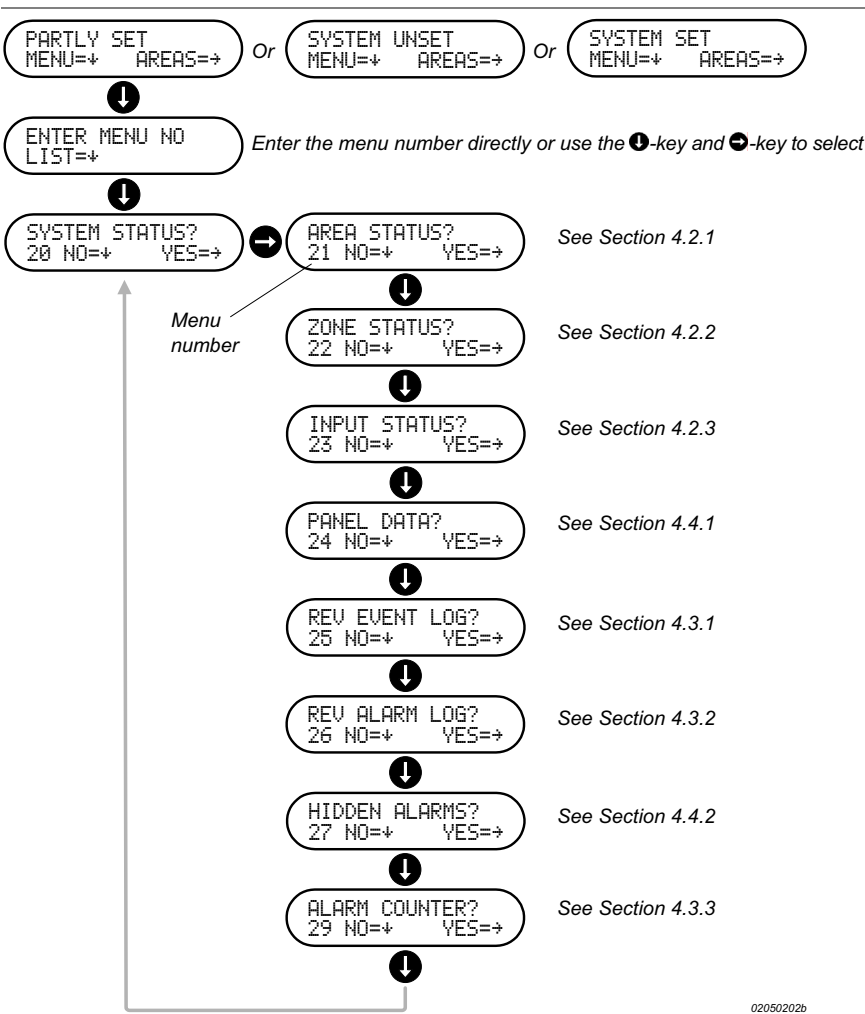 PARTLY SET
MENU=↓ AREAS=→
Or
SYSTEM UNSET
MENU=↓ AREAS=→
Or
SYSTEM SET
MENU=↓ AREAS=→
ENTER MENU NO
LIST=↓
Enter the menu number directly or use the ⬇-key and ➡-key to select
SYSTEM STATUS?
20 NO=↓ YES=→
AREA STATUS?
21 NO=↓ YES=→
See Section 4.2.1
Menu
number
ZONE STATUS?
22 NO=↓ YES=→
See Section 4.2.2
INPUT STATUS?
23 NO=↓ YES=→
See Section 4.2.3
PANEL DATA?
24 NO=↓ YES=→
See Section 4.4.1
REV EVENT LOG?
25 NO=↓ YES=→
See Section 4.3.1
REV ALARM LOG?
26 NO=↓ YES=→
See Section 4.3.2
HIDDEN ALARMS?
27 NO=↓ YES=→
See Section 4.4.2
ALARM COUNTER?
29 NO=↓ YES=→
See Section 4.3.3
02050202b